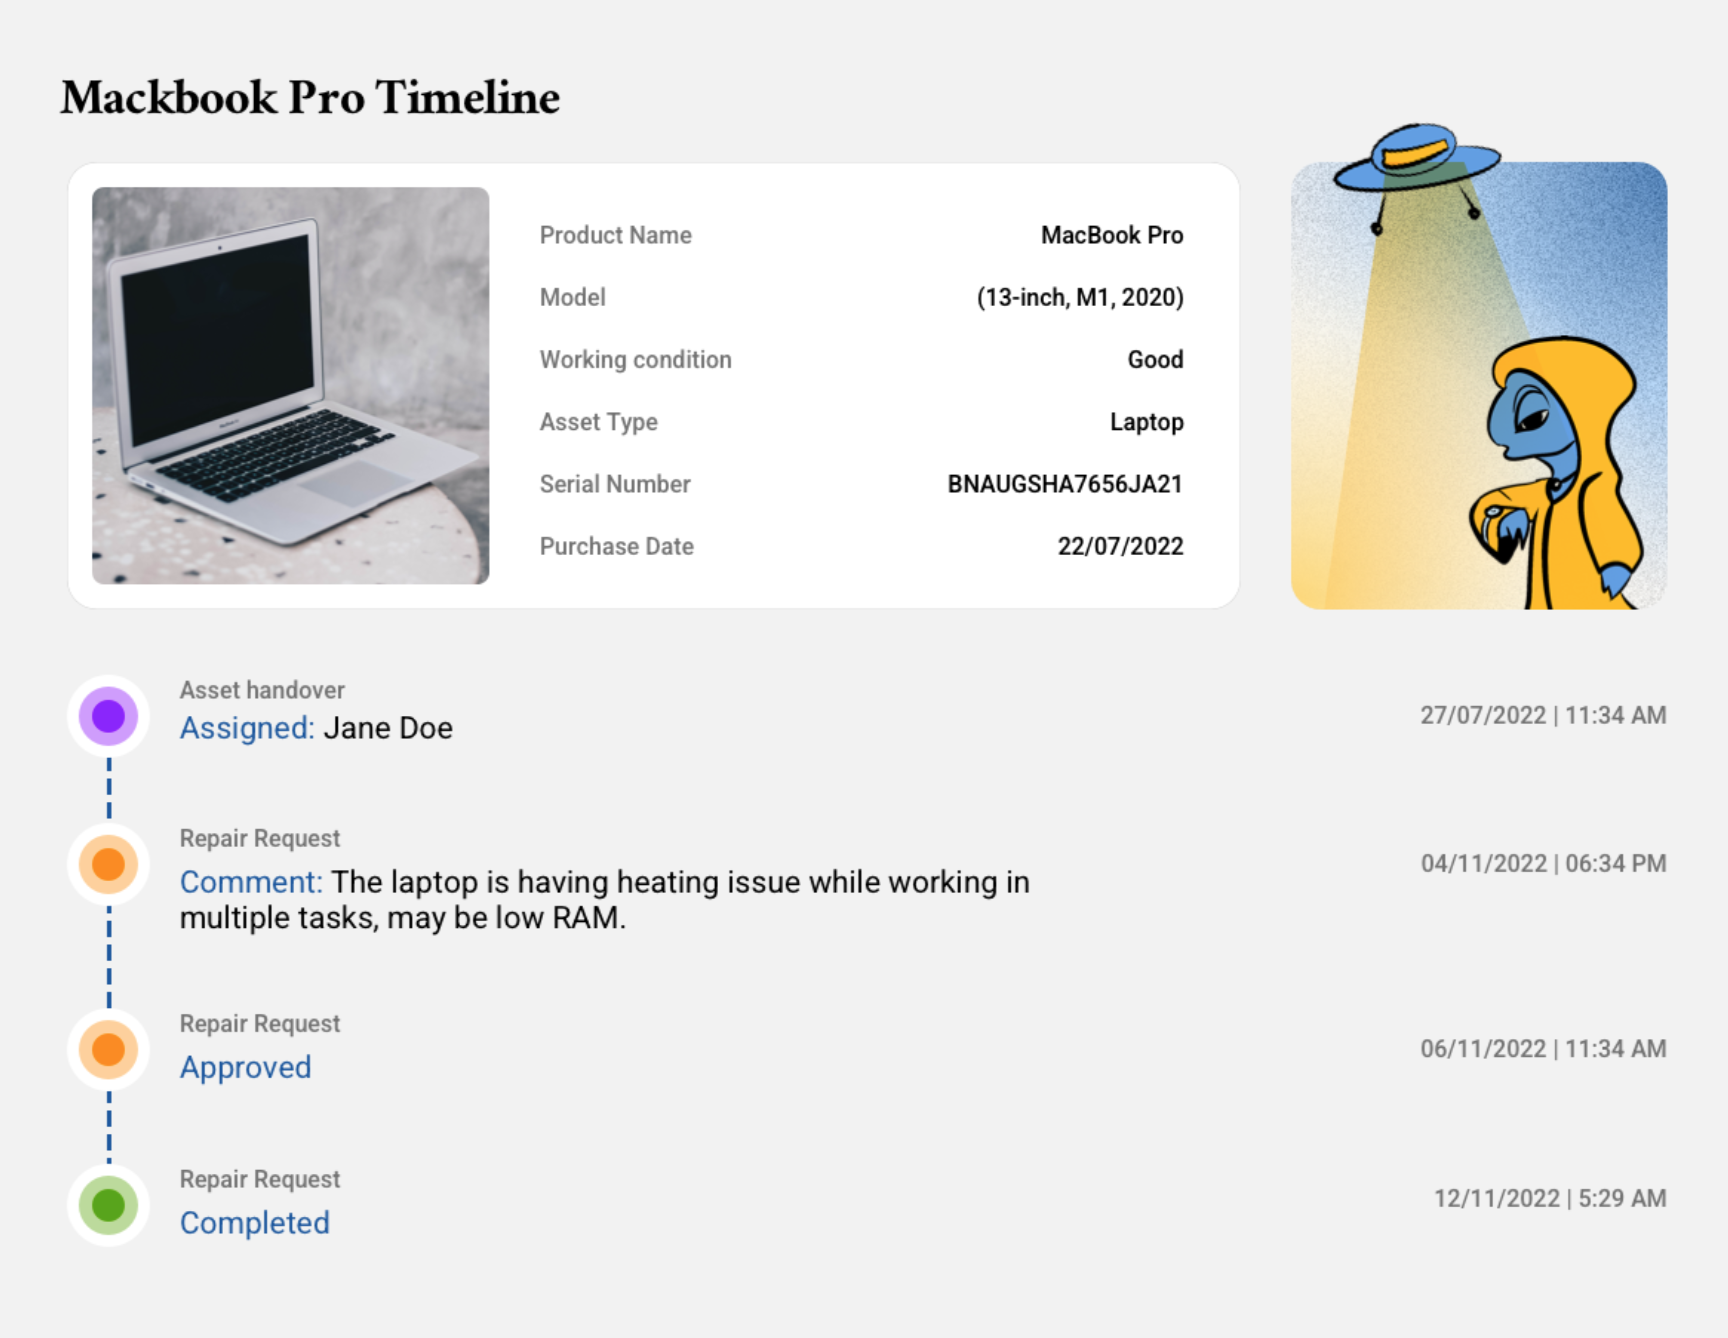 Mackbook Pro Timeline
Product Name MacBook Pro
Model (13-inch, M1, 2020)
Working condition Good
Asset Type Laptop
Serial Number BNAUGSHA7656JA21
Purchase Date 22/07/2022
Asset handover
Assigned: Jane Doe
27/07/2022 | 11:34 AM
Repair Request
Comment: The laptop is having heating issue while working in
multiple tasks, may be low RAM.
04/11/2022 | 06:34 PM
Repair Request
Approved
06/11/2022 | 11:34 AM
Repair Request
Completed
12/11/2022 | 5:29 AM